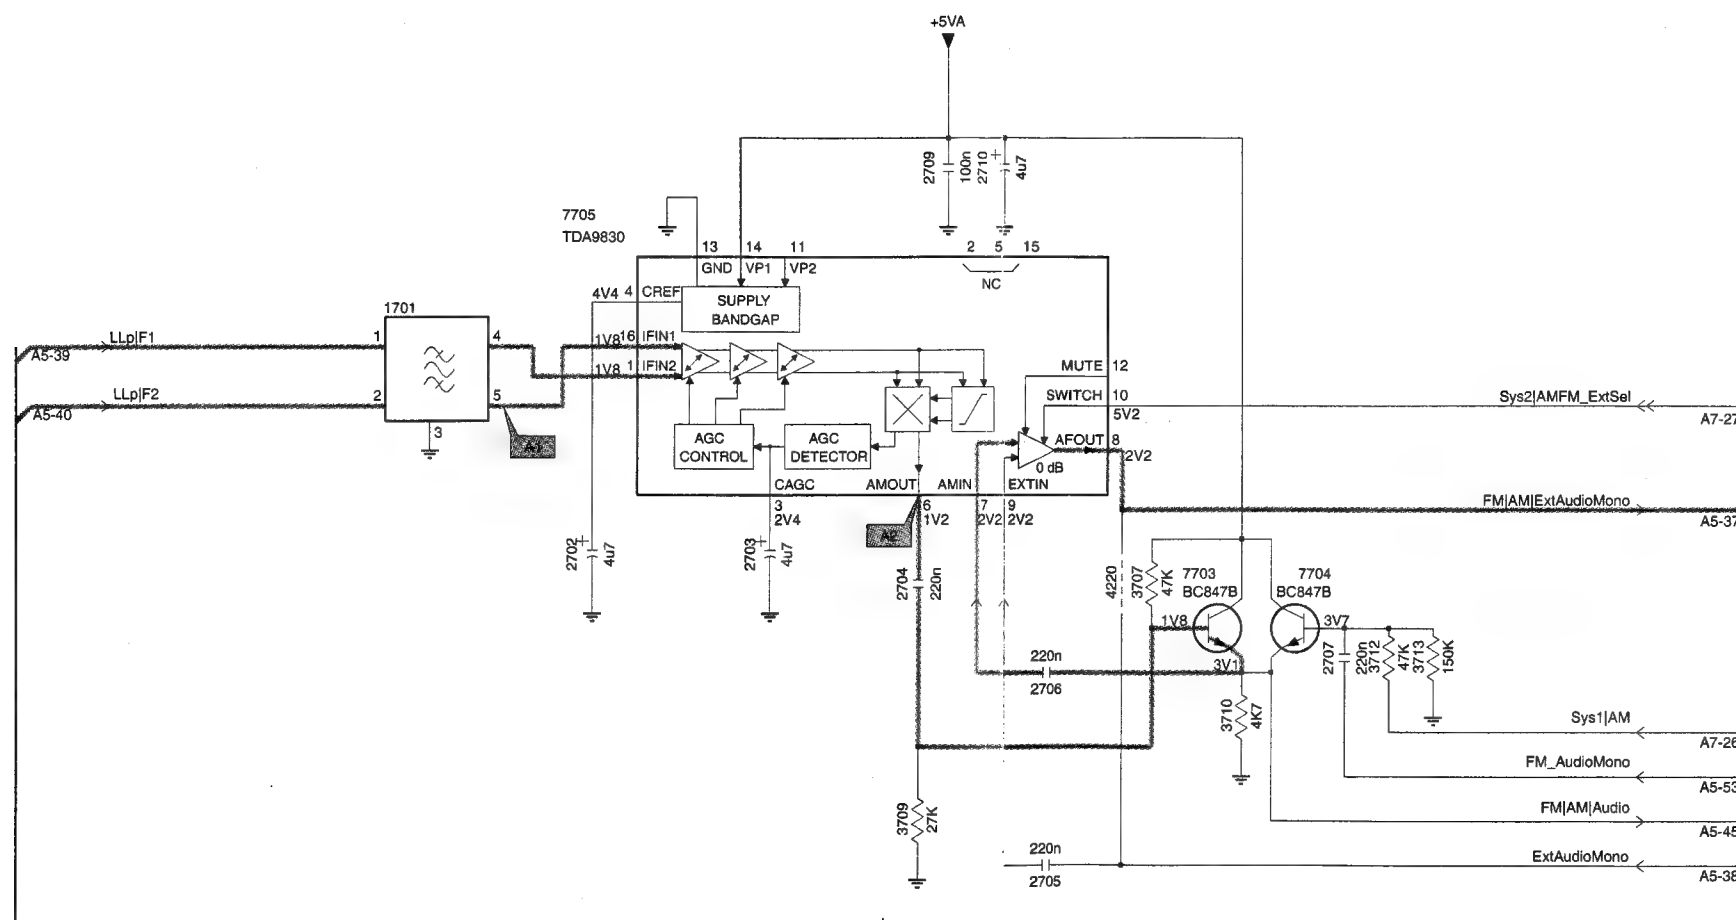 +5VA
2709
100n
2710
+
4u7
7705
TDA9830
13
14
11
2
5
15
GND
VP1
VP2
NC
4V4
4
CREF
SUPPLY
BANDGAP
1701
LLp|F1
A5-39
1
4
1V8
16
IFIN1
1V8
1
IFIN2
LLp|F2
A5-40
2
5
3
MUTE
12
SWITCH
10
5V2
Sys2|AMFM_ExtSel
A7-27
AGC
CONTROL
AGC
DETECTOR
AFOUT
8
2V2
0 dB
CAGC
AMOUT
AMIN
EXTIN
3
2V4
6
1V2
7
2V2
9
2V2
A2
FM|AM|ExtAudioMono
A5-37
2702
+
4u7
2703
+
4u7
2704
220n
4220
3707
47K
7703
BC847B
7704
BC847B
1V8
3V7
2707
220n
3712
47K
3713
150K
220n
2706
3V1
3710
4K7
Sys1|AM
A7-26
FM_AudioMono
A5-53
FM|AM|Audio
A5-45
3709
27K
220n
2705
ExtAudioMono
A5-38